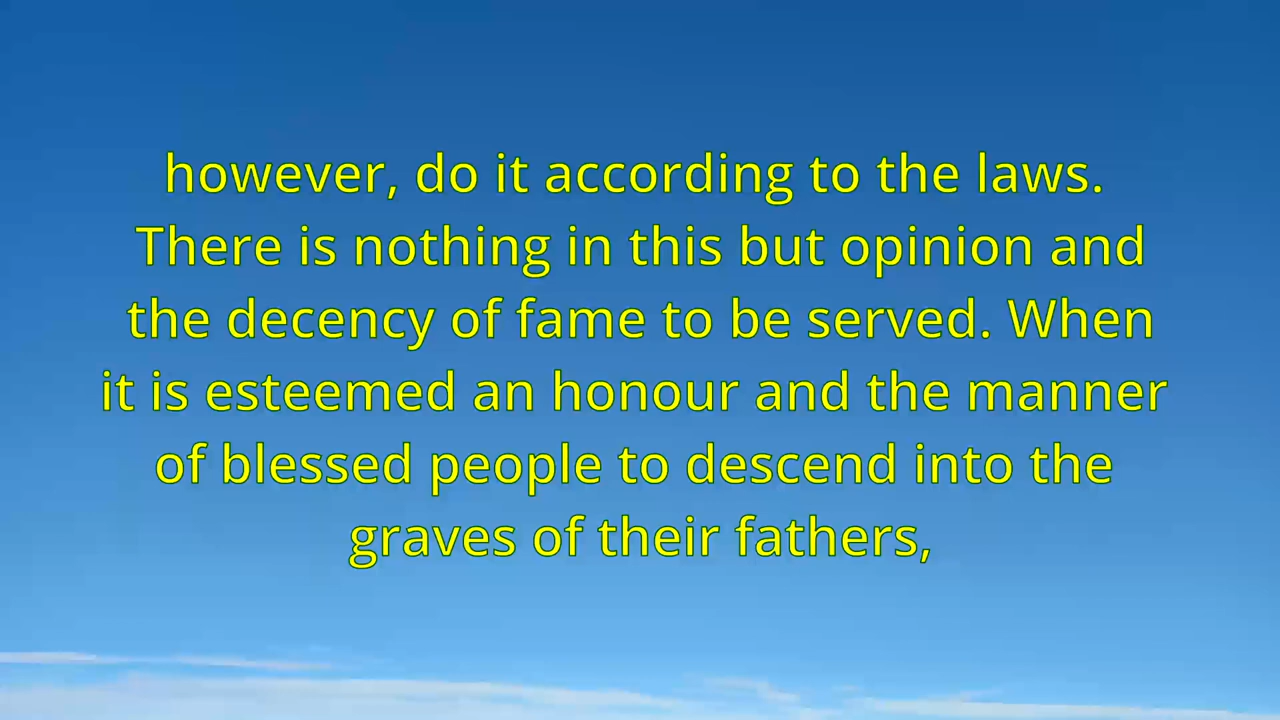 however, do it according to the laws.
There is nothing in this but opinion and
the decency of fame to be served. When
it is esteemed an honour and the manner
of blessed people to descend into the
graves of their fathers,